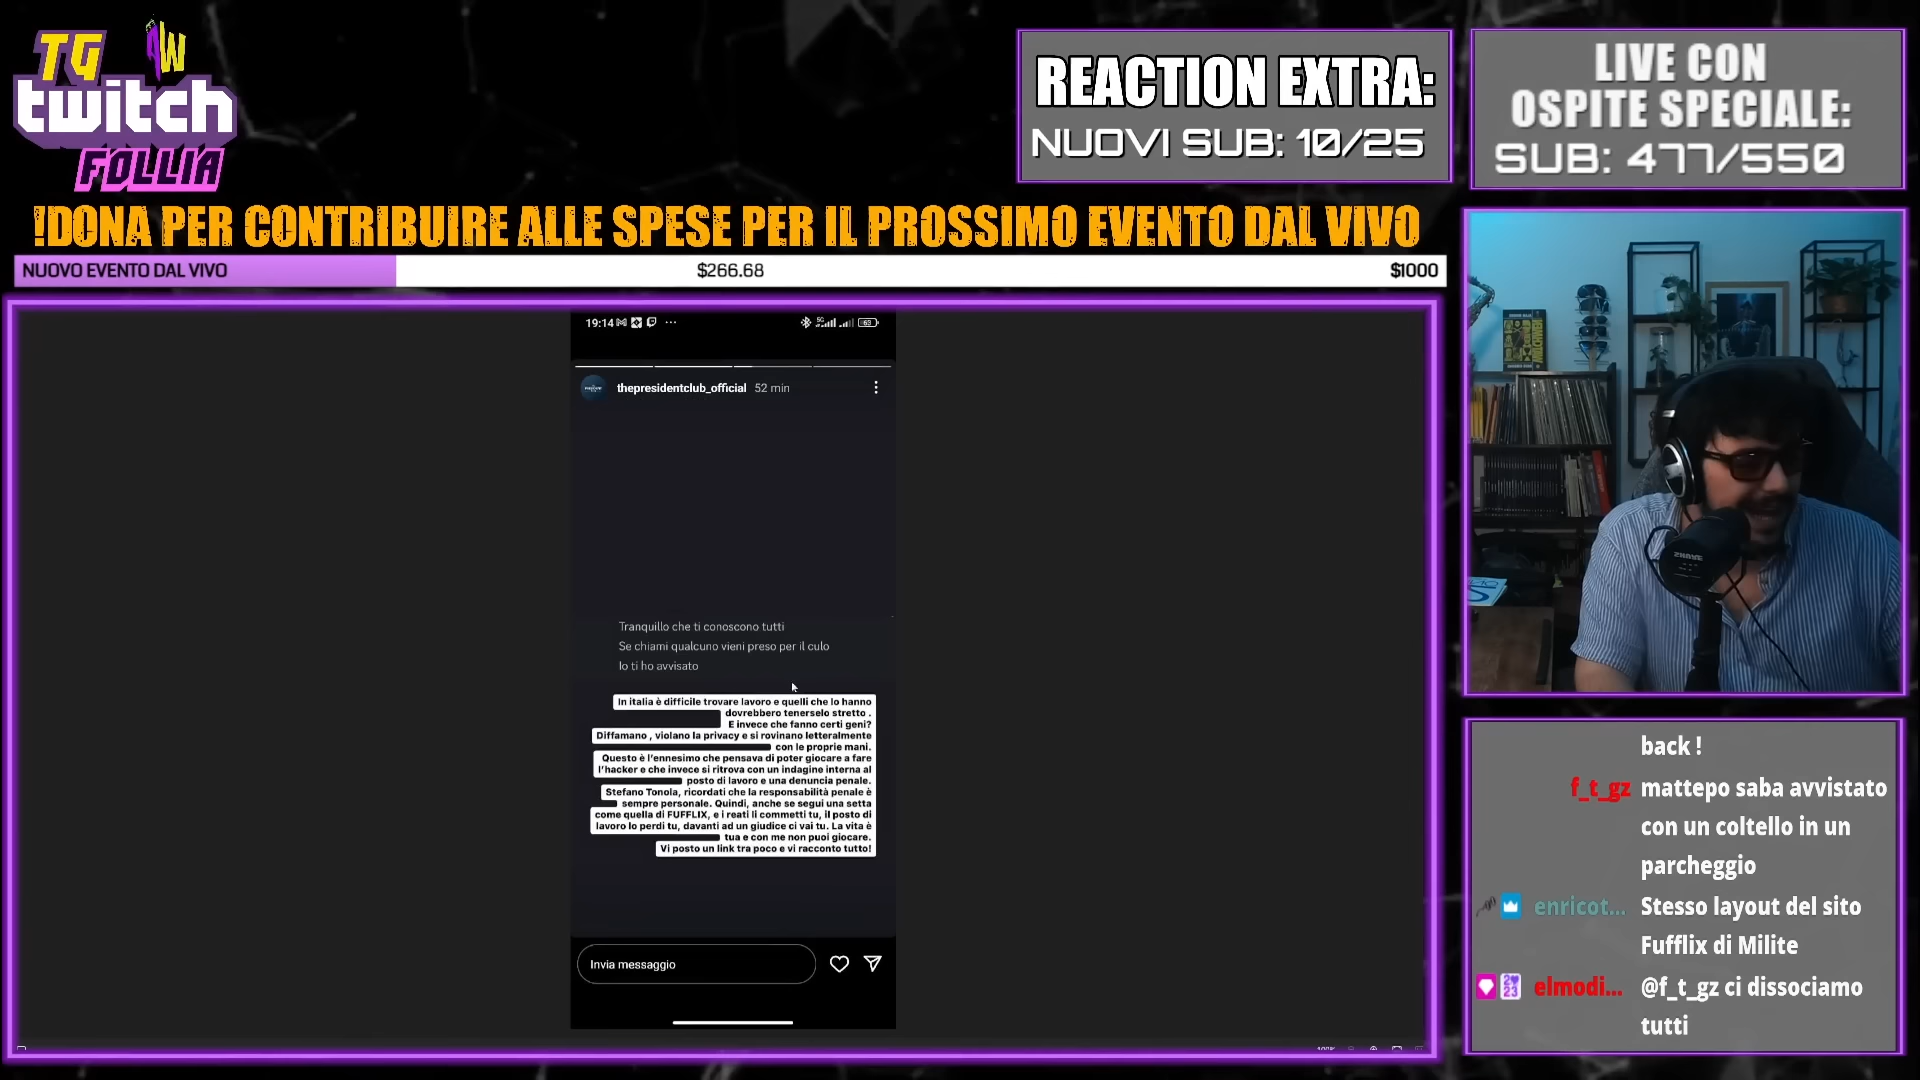 TG
AW
twitch
FOLLIA
REACTION EXTRA:
NUOVI SUB: 10/25
LIVE CON
OSPITE SPECIALE:
SUB: 477/550
!DONA PER CONTRIBUIRE ALLE SPESE PER IL PROSSIMO EVENTO DAL VIVO
NUOVO EVENTO DAL VIVO $266.68 $1000
19:14
5G
63
thepresidentclub_official 52 min
Tranquillo che ti conoscono tutti
Se chiami qualcuno vieni preso per il culo
Io ti ho avvisato
In italia è difficile trovare lavoro e quelli che lo hanno
dovrebbero tenerselo stretto .
E invece che fanno certi geni?
Diffamano , violano la privacy e si rovinano letteralmente
con le proprie mani.
Questo è l'ennesimo che pensava di poter giocare a fare
l'hacker e che invece si ritrova con un indagine interna al
posto di lavoro e una denuncia penale.
Stefano Tonola, ricordati che la responsabilità penale è
sempre personale. Quindi, anche se segui una setta
come quella di FUFFLIX, e i reati li commetti tu, il posto di
lavoro lo perdi tu, davanti ad un giudice ci vai tu. La vita è
tua e con me non puoi giocare.
Vi posto un link tra poco e vi racconto tutto!
Invia messaggio
SHURE
back !
f_t_gz mattepo saba avvistato
con un coltello in un
parcheggio
enricot... Stesso layout del sito
Fufflix di Milite
elmodi... @f_t_gz ci dissociamo
tutti